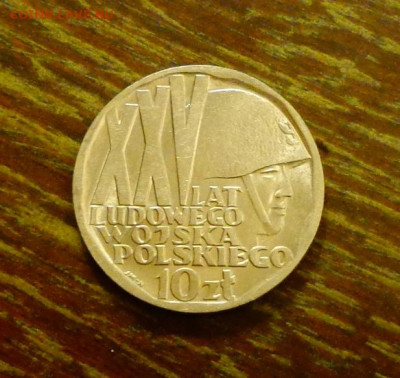 XXV
LAT
LUDOWEGO
WOJSKA
POLSKIEGO
10 zł